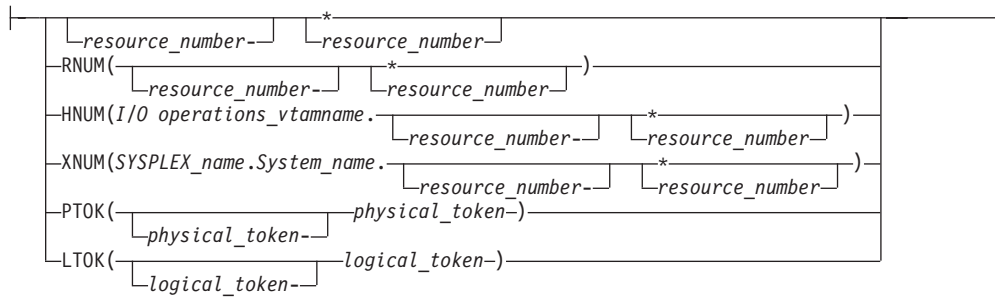 *
resource_number- resource_number
RNUM( * )
resource_number- resource_number
HNUM(I/O operations_vtamname. * )
resource_number- resource_number
XNUM(SYSPLEX_name.System_name. * )
resource_number- resource_number
PTOK( physical_token )
physical_token-
LTOK( logical_token )
logical_token-